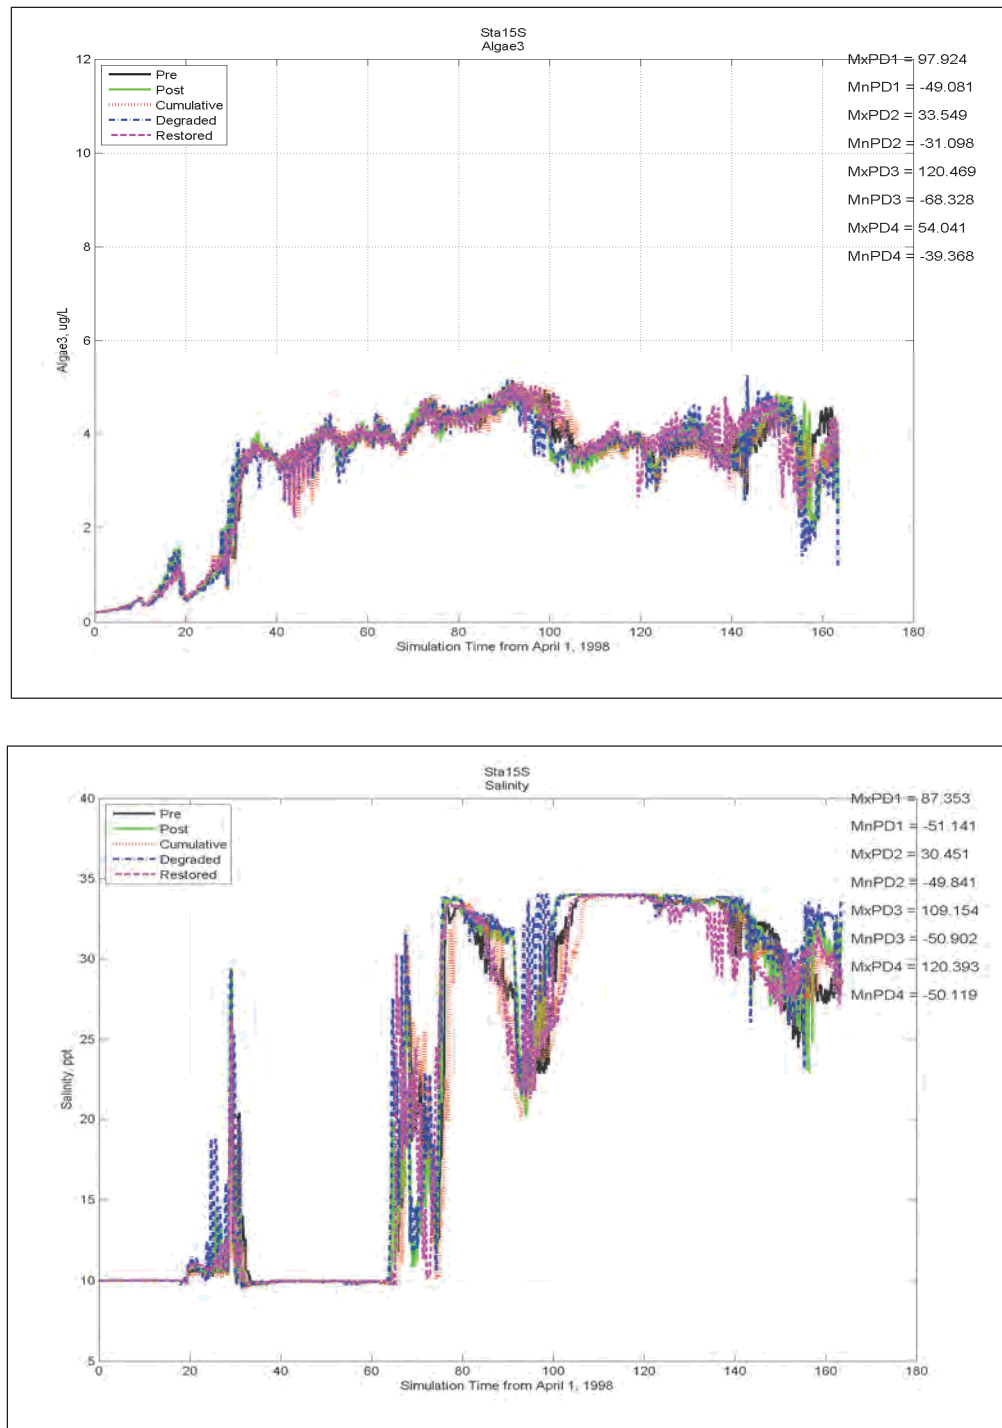 Sta15S
Algae3
12
10
8
6
4
2
0
Algae3, ug/L
Pre
Post
Cumulative
Degraded
Restored
MxPD1 = 97.924
MnPD1 = -49.081
MxPD2 = 33.549
MnPD2 = -31.098
MxPD3 = 120.469
MnPD3 = -68.328
MxPD4 = 54.041
MnPD4 = -39.368
0 20 40 60 80 100 120 140 160 180
Simulation Time from April 1, 1998
Sta15S
Salinity
40
35
30
25
20
15
10
5
Salinity, ppt
Pre
Post
Cumulative
Degraded
Restored
MxPD1 = 87.353
MnPD1 = -51.141
MxPD2 = 30.451
MnPD2 = -49.841
MxPD3 = 109.154
MnPD3 = -50.902
MxPD4 = 120.393
MnPD4 = -50.119
0 20 40 60 80 100 120 140 160 180
Simulation Time from April 1, 1998